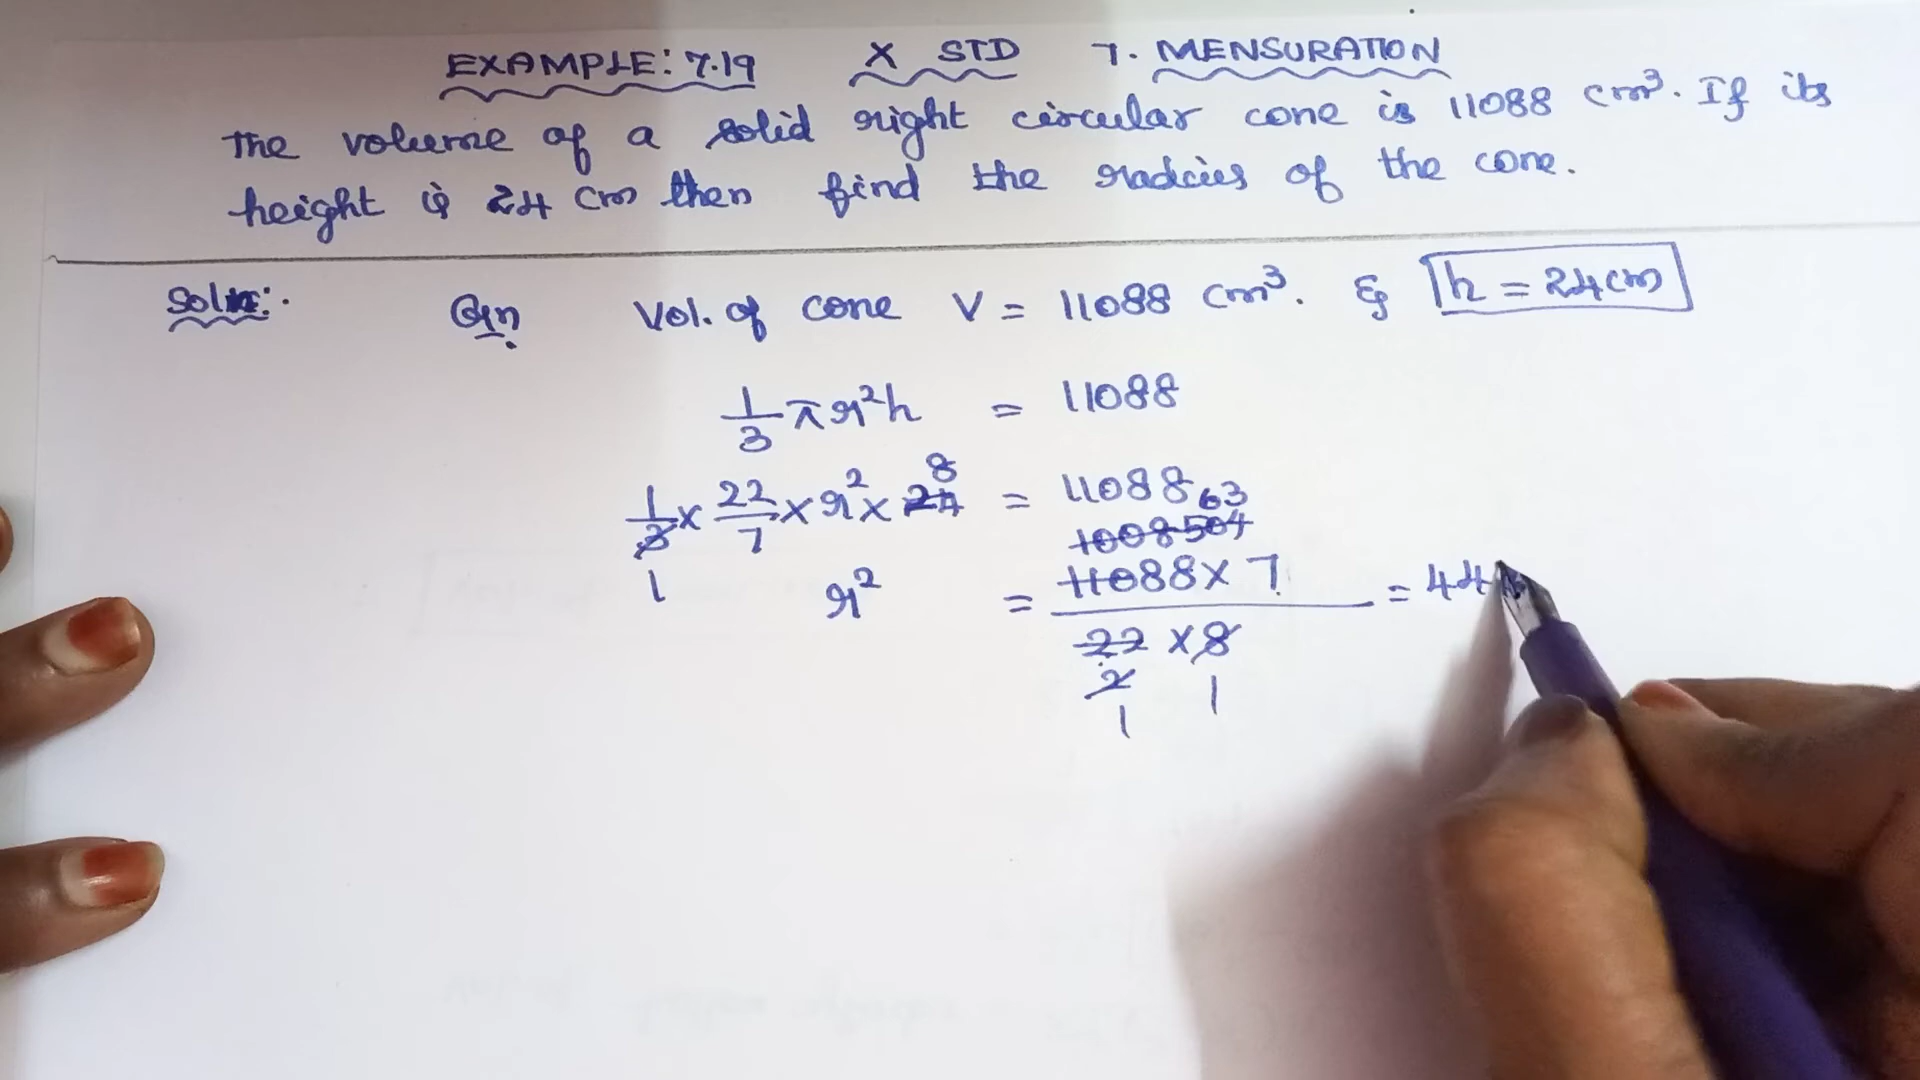 EXAMPLE: 7.19 X STD 7. MENSURATION
The volume of a solid right circular cone is 11088 cm³. If its
height is 24 cm then find the radius of the cone.
Soln:. Gn. Vol. of cone V = 11088 cm³. & h = 24 cm
1/3 πr²h = 11088
8
1/3 × 22/7 × r² × 24 = 11088
1
63
1008 504
r² = 11088 × 7 / 22 × 8 = 44
2 1
1